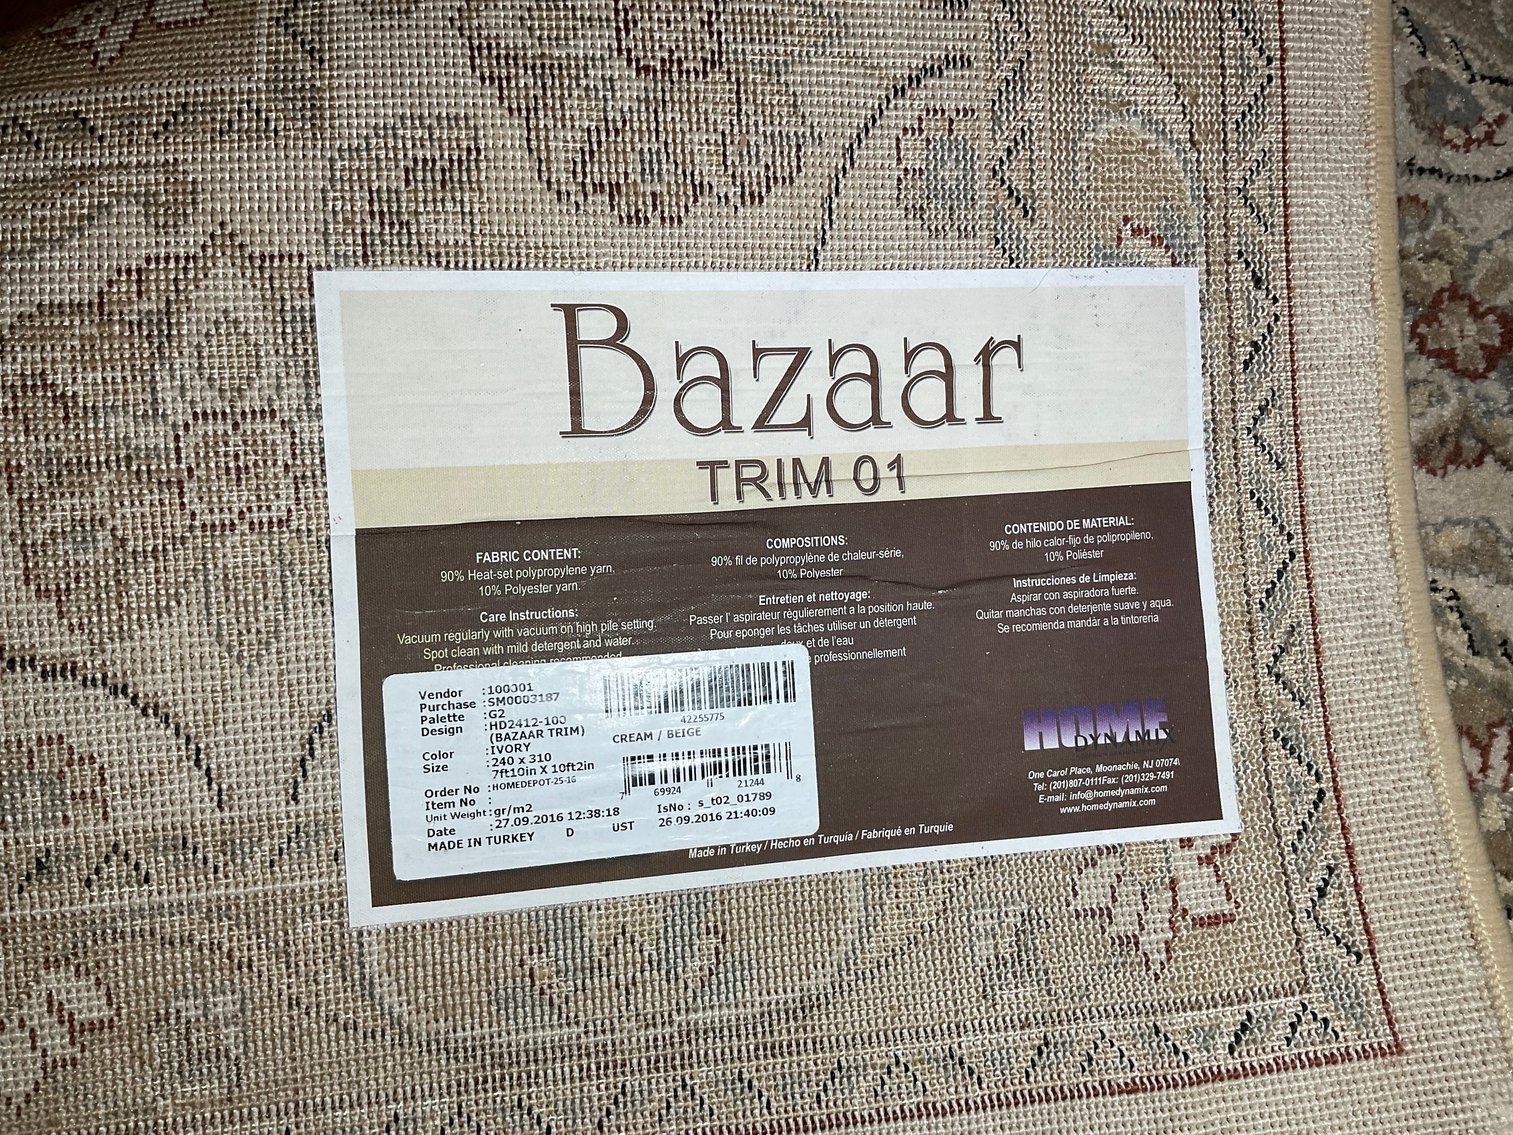 Bazaar
TRIM 01
FABRIC CONTENT:
90% Heat-set polypropylene yarn,
10% Polyester yarn.
Care Instructions:
Vacuum regularly with vacuum on high pile setting.
Spot clean with mild detergent and water.
Professional cleaning recommended
COMPOSITIONS:
90% fil de polypropylène de chaleur-série,
10% Polyester
Entretien et nettoyage:
Passer l' aspirateur régulierement a la position haute.
Pour eponger les tâches utiliser un dètergent
doux et de l'eau
professionnellement
CONTENIDO DE MATERIAL:
90% de hilo calor-fijo de polipropileno,
10% Poliéster
Instrucciones de Limpieza:
Aspirar con aspiradora fuerte.
Quitar manchas con deterjente suave y aqua.
Se recomienda mandár a la tintoreria
Vendor :100301
Purchase :SM0003187
Palette :G2
Design :HD2412-100
(BAZAAR TRIM)
Color :IVORY
Size :240 x 310
7ft10in X 10ft2in
Order No :HOMEDEPOT-25-16
Item No :
Unit Weight:gr/m2
Date :27.09.2016 12:38:18
MADE IN TURKEY D UST
42255775
CREAM / BEIGE
7 69924 21244 8
IsNo : s_t02_01789
26.09.2016 21:40:09
HOME
DYNAMIX
One Carol Place, Moonachie, NJ 07074
Tel: (201)807-0111Fax: (201)329-7491
E-mail: info@homedynamix.com
www.homedynamix.com
Made in Turkey / Hecho en Turquía / Fabriqué en Turquie